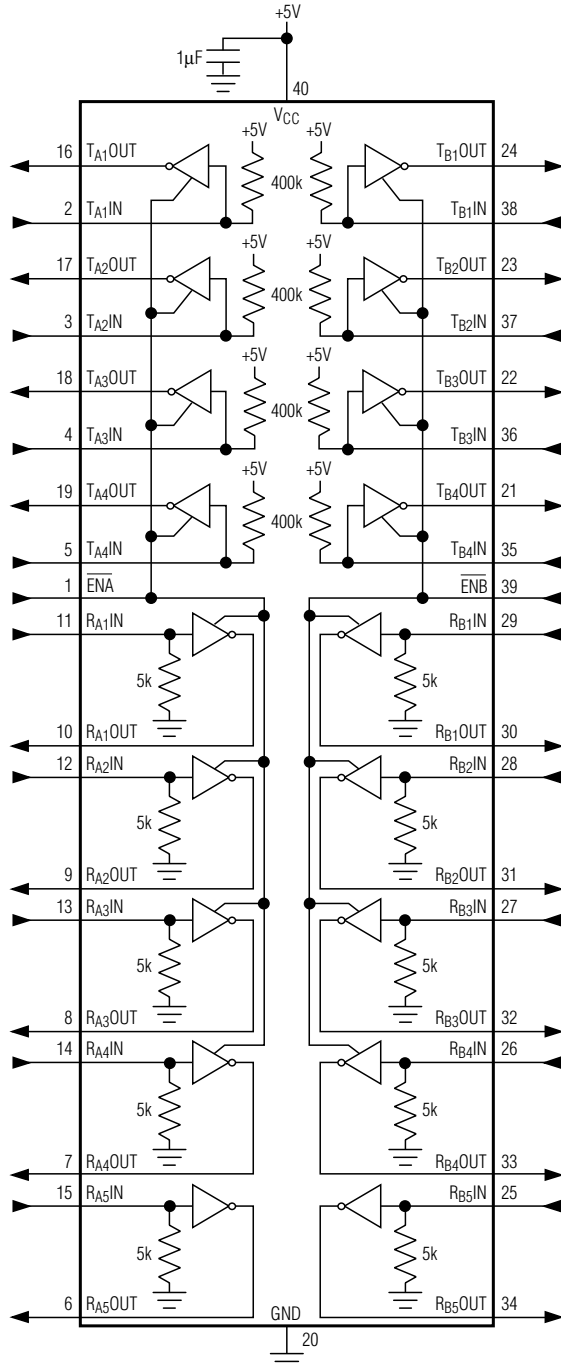 +5V
1µF
40
VCC
16 TA1OUT +5V +5V TB1OUT 24
400k
2 TA1IN TB1IN 38
17 TA2OUT +5V +5V TB2OUT 23
400k
3 TA2IN TB2IN 37
18 TA3OUT +5V +5V TB3OUT 22
400k
4 TA3IN TB3IN 36
19 TA4OUT +5V +5V TB4OUT 21
400k
5 TA4IN TB4IN 35
1 ENA ENB 39
11 RA1IN RB1IN 29
5k 5k
10 RA1OUT RB1OUT 30
12 RA2IN RB2IN 28
5k 5k
9 RA2OUT RB2OUT 31
13 RA3IN RB3IN 27
5k 5k
8 RA3OUT RB3OUT 32
14 RA4IN RB4IN 26
5k 5k
7 RA4OUT RB4OUT 33
15 RA5IN RB5IN 25
5k 5k
6 RA5OUT RB5OUT 34
GND
20